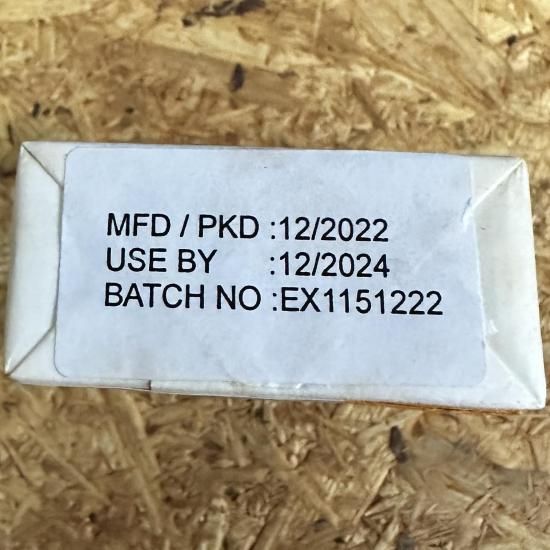 MFD / PKD :12/2022
USE BY :12/2024
BATCH NO :EX1151222